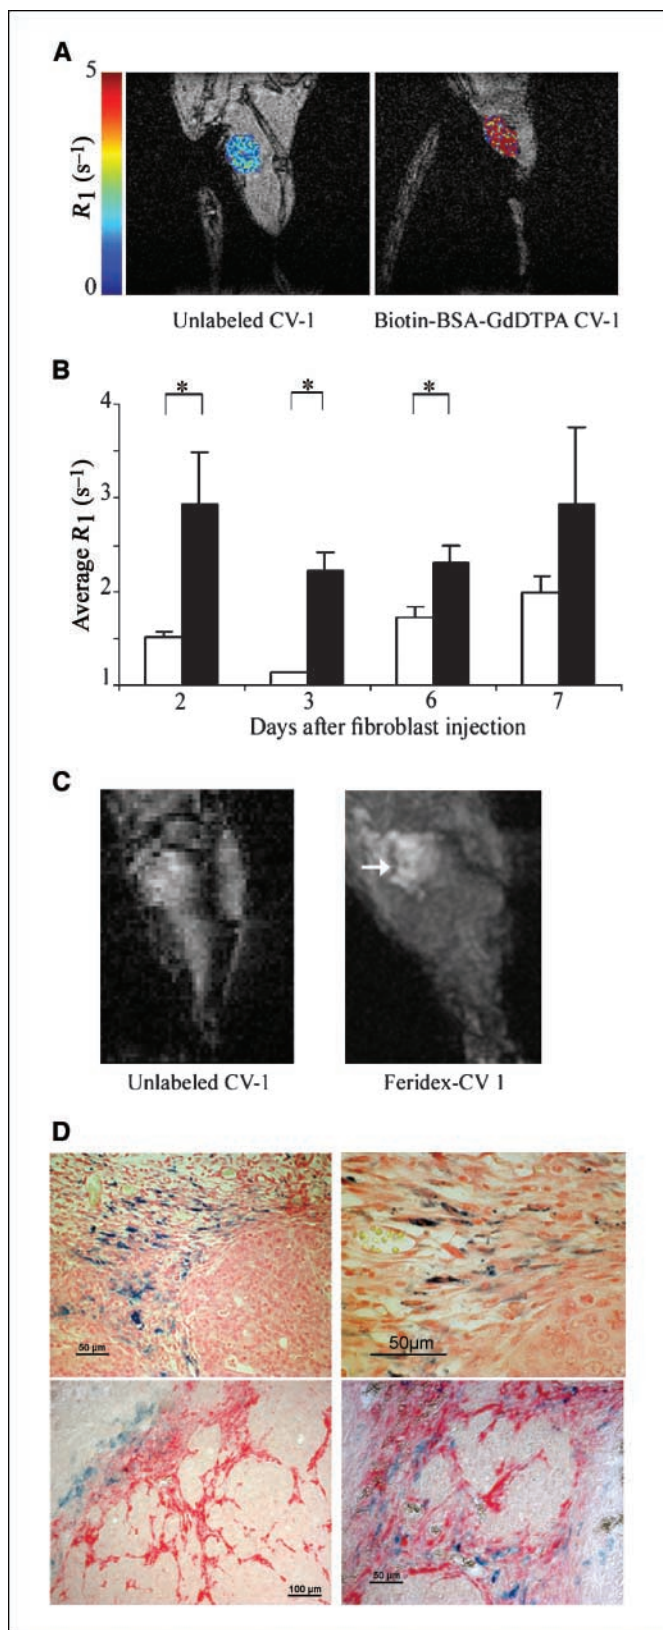 A
5
R1 (s−1)
0
Unlabeled CV-1
Biotin-BSA-GdDTPA CV-1
B
* * *
4
3
2
1
Average R1 (s−1)
2 3 6 7
Days after fibroblast injection
C
Unlabeled CV-1
Feridex-CV 1
D
50 μm
50μm
100 μm
50 μm